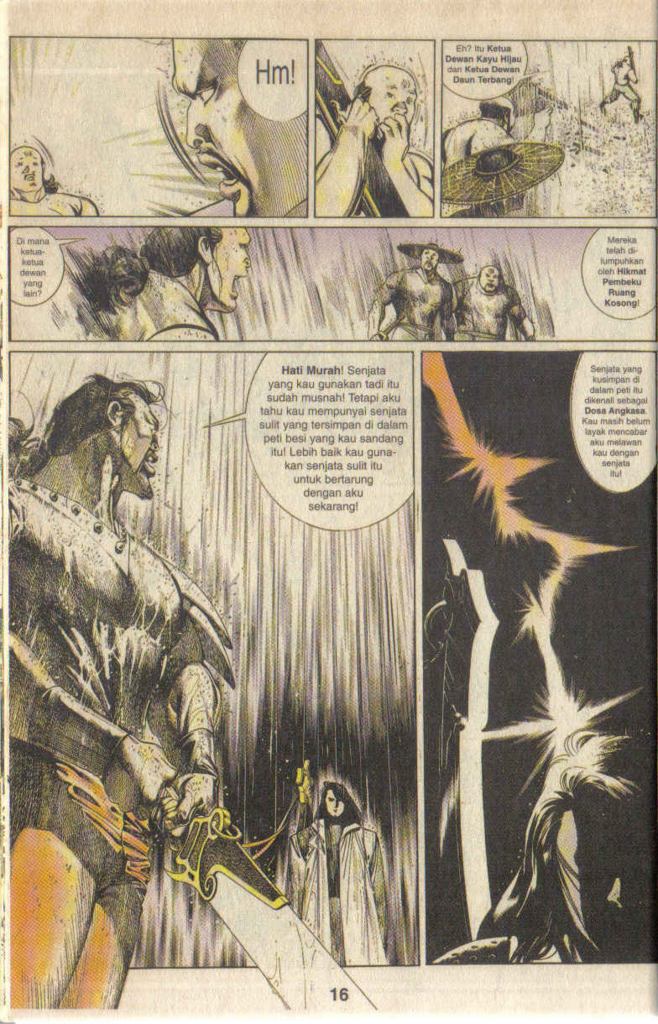 Hm!
Eh? Itu Ketua
Dewan Kayu Hijau
dan Ketua Dewan
Daun Terbang!
Di mana
ketua-
ketua
dewan
yang
lain?
Mereka
telah di-
lumpuhkan
oleh Hikmat
Pembeku
Ruang
Kosong!
Hati Murah! Senjata
yang kau gunakan tadi itu
sudah musnah! Tetapi aku
tahu kau mempunyai senjata
sulit yang tersimpan di dalam
peti besi yang kau sandang
itu! Lebih baik kau guna-
kan senjata sulit itu
untuk bertarung
dengan aku
sekarang!
Senjata yang
kusimpan di
dalam peti itu
dikenali sebagai
Dosa Angkasa.
Kau masih belum
layak mencabar
aku melawan
kau dengan
senjata
itu!
16